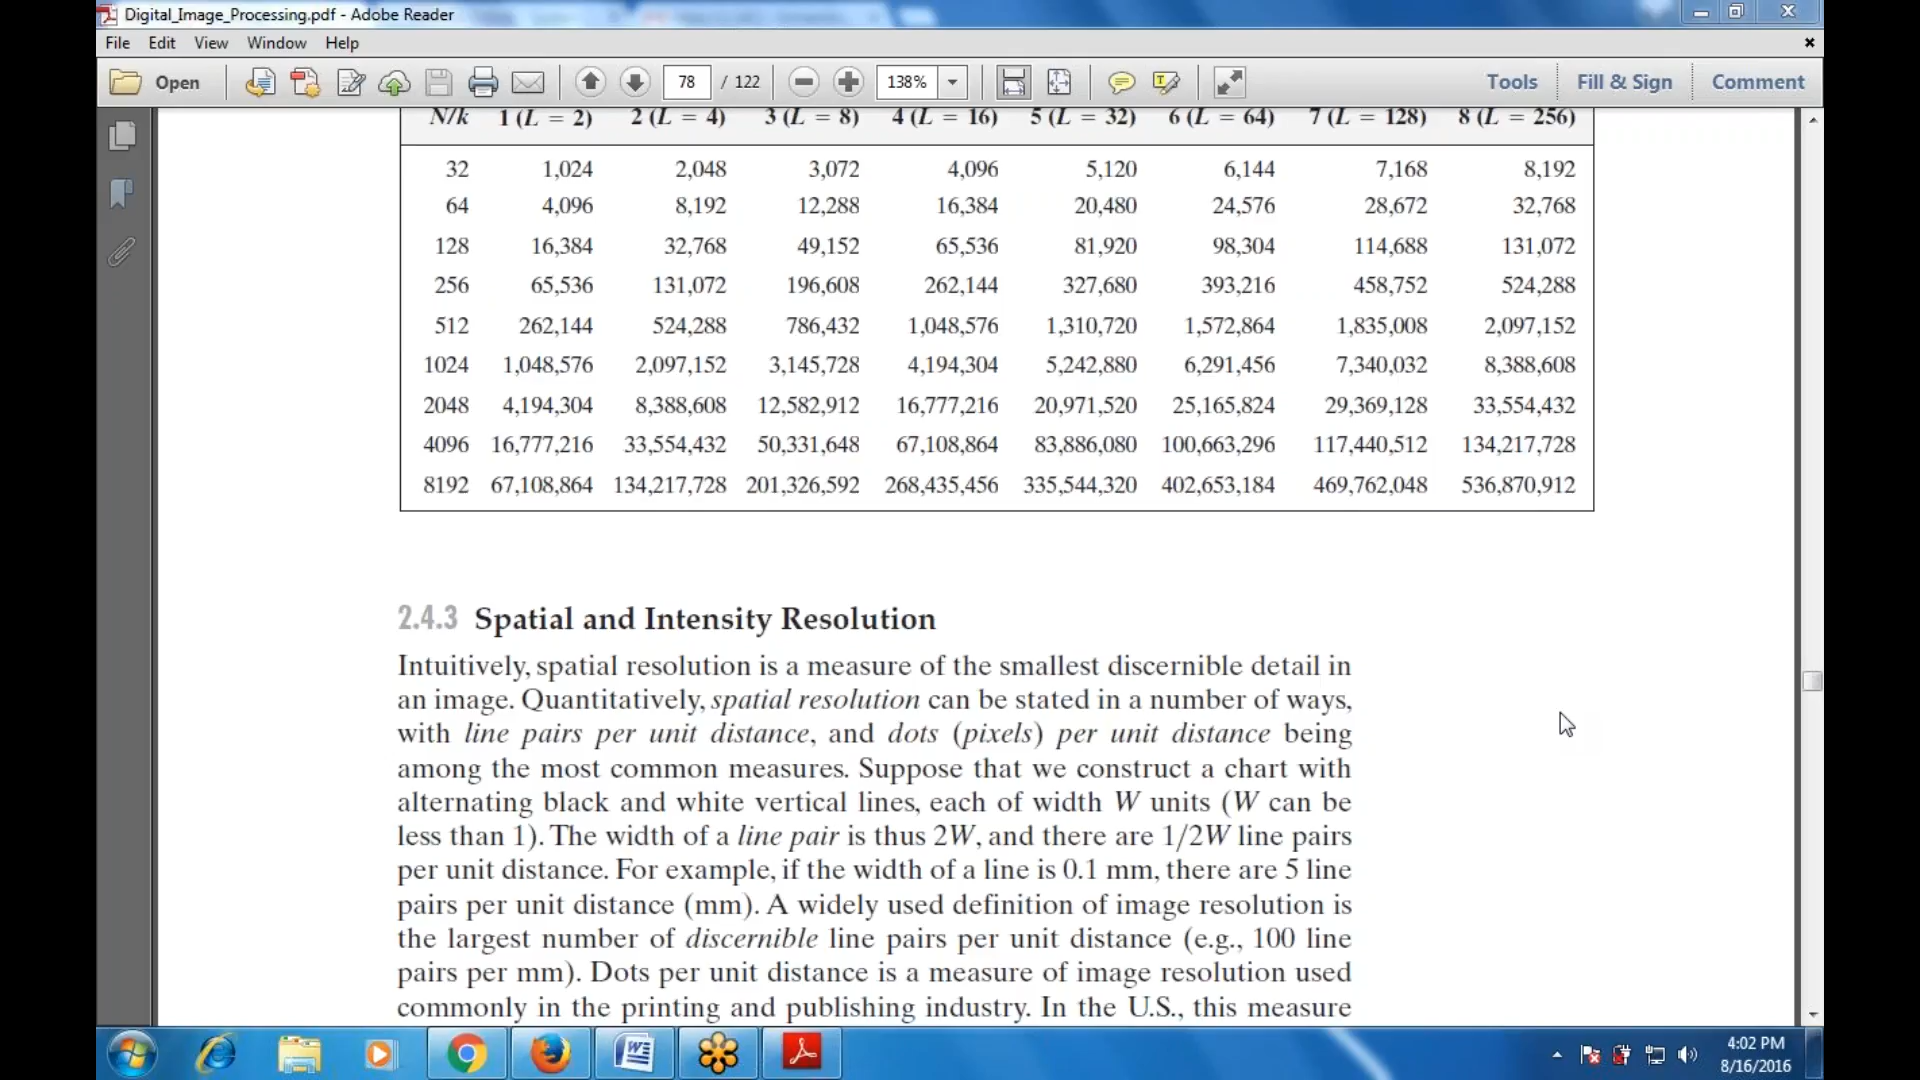 Digital_Image_Processing.pdf - Adobe Reader
File Edit View Window Help
Open 78 / 122 138% Tools Fill & Sign Comment
N/k 1 (L = 2) 2 (L = 4) 3 (L = 8) 4 (L = 16) 5 (L = 32) 6 (L = 64) 7 (L = 128) 8 (L = 256)
32 1,024 2,048 3,072 4,096 5,120 6,144 7,168 8,192
64 4,096 8,192 12,288 16,384 20,480 24,576 28,672 32,768
128 16,384 32,768 49,152 65,536 81,920 98,304 114,688 131,072
256 65,536 131,072 196,608 262,144 327,680 393,216 458,752 524,288
512 262,144 524,288 786,432 1,048,576 1,310,720 1,572,864 1,835,008 2,097,152
1024 1,048,576 2,097,152 3,145,728 4,194,304 5,242,880 6,291,456 7,340,032 8,388,608
2048 4,194,304 8,388,608 12,582,912 16,777,216 20,971,520 25,165,824 29,369,128 33,554,432
4096 16,777,216 33,554,432 50,331,648 67,108,864 83,886,080 100,663,296 117,440,512 134,217,728
8192 67,108,864 134,217,728 201,326,592 268,435,456 335,544,320 402,653,184 469,762,048 536,870,912
2.4.3 Spatial and Intensity Resolution
Intuitively, spatial resolution is a measure of the smallest discernible detail in
an image. Quantitatively, spatial resolution can be stated in a number of ways,
with line pairs per unit distance, and dots (pixels) per unit distance being
among the most common measures. Suppose that we construct a chart with
alternating black and white vertical lines, each of width W units (W can be
less than 1). The width of a line pair is thus 2W, and there are 1/2W line pairs
per unit distance. For example, if the width of a line is 0.1 mm, there are 5 line
pairs per unit distance (mm). A widely used definition of image resolution is
the largest number of discernible line pairs per unit distance (e.g., 100 line
pairs per mm). Dots per unit distance is a measure of image resolution used
commonly in the printing and publishing industry. In the U.S., this measure
4:02 PM
8/16/2016